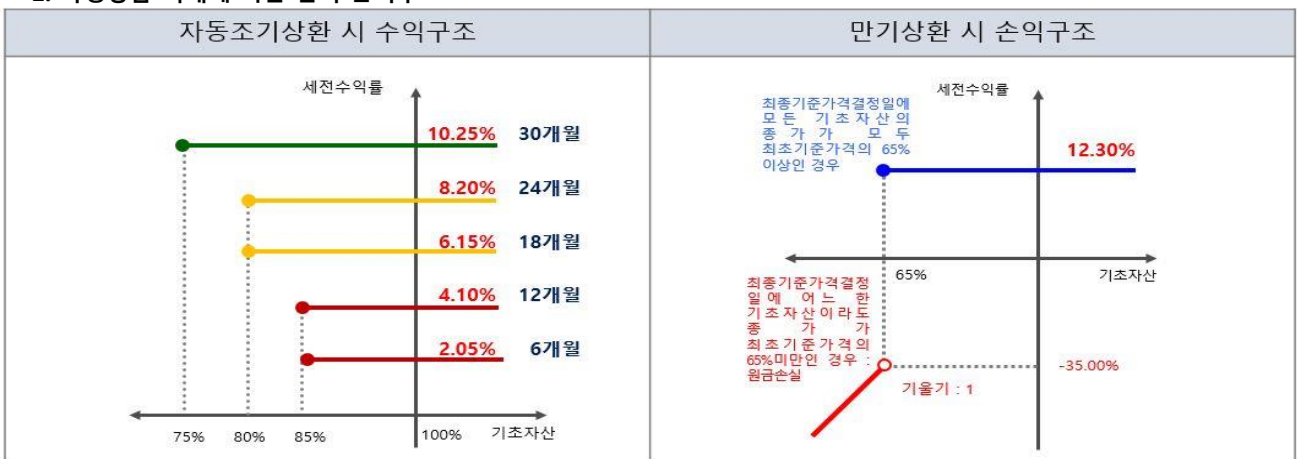 자동조기상환 시 수익구조
만기상환 시 손익구조
세전수익률
10.25% 30개월
8.20% 24개월
6.15% 18개월
4.10% 12개월
2.05% 6개월
75% 80% 85% 100% 기초자산
세전수익률
최종기준가격결정일에
모든 기초자산의
종가가 모두
최초기준가격의 65%
이상인 경우
12.30%
65%
기초자산
최종기준가격결정
일에 어느 한
기초자산이라도
종가가
최초기준가격의
65%미만인 경우 :
원금손실
-35.00%
기울기 : 1